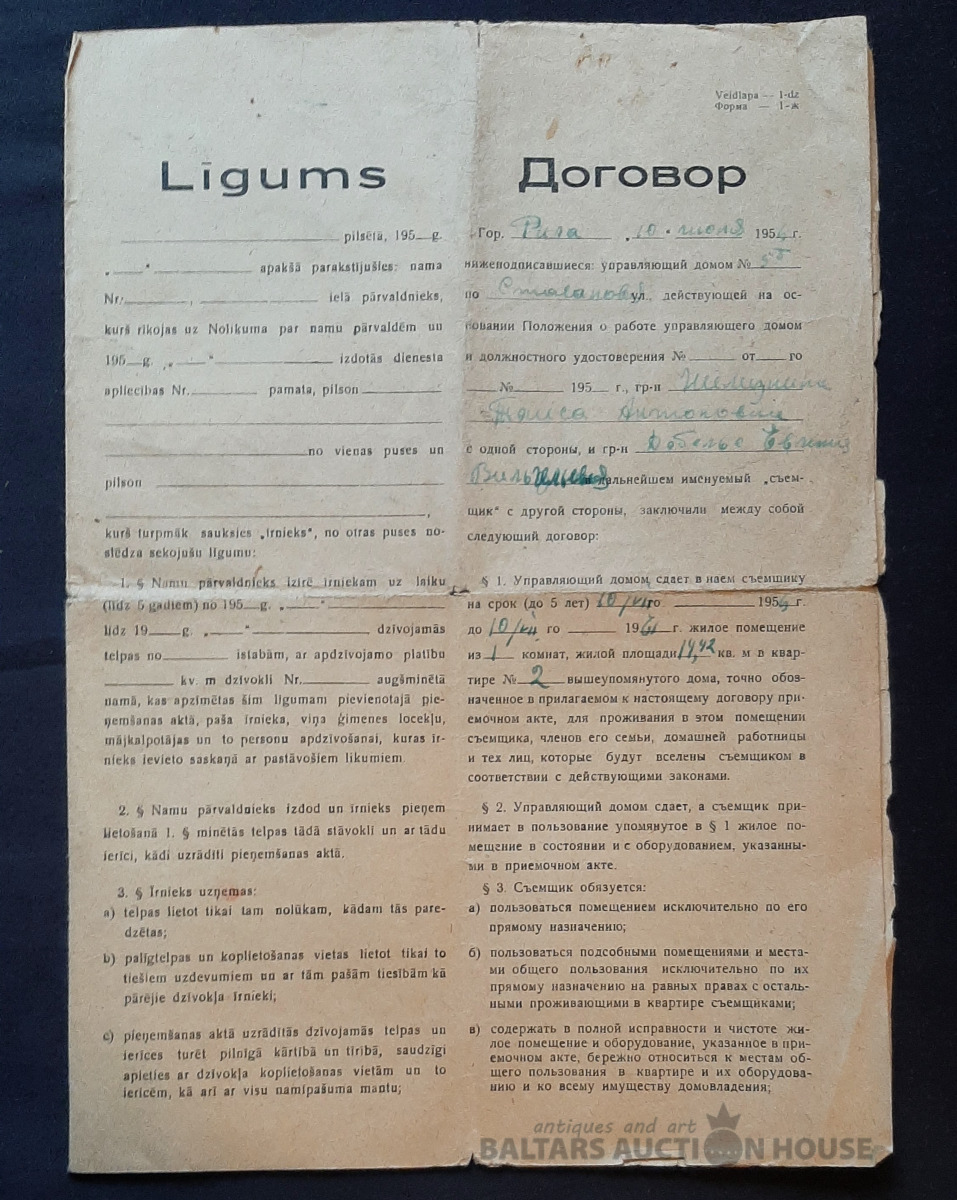 Veidlapa — 1-dz
Форма — 1-ж
Līgums
pilsētā, 195 g.
„ “ apakšā parakstījušies: nama
Nr. , ielā pārvaldnieks,
kurš rīkojas uz Nolikuma par namu pārvaldēm un
195 g. „ “ izdotās dienesta
apliecības Nr. pamata, pilson
no vienas puses un
pilson
,
kurš turpmāk sauksies „īrnieks“, no otras puses no-
slēdza sekojošu līgumu:
1. § Namu pārvaldnieks izīrē īrniekam uz laiku
(līdz 5 gadiem) no 195 g. „ “
līdz 19 g. „ “ dzīvojamās
telpas no istabām, ar apdzīvojamo platību
kv. m dzīvoklī Nr. augšminētā
namā, kas apzīmētas šim līgumam pievienotajā pie-
ņemšanas aktā, paša īrnieka, viņa ģimenes locekļu,
mājkalpotājas un to personu apdzīvošanai, kuras īr-
nieks ievieto saskaņā ar pastāvošiem likumiem.
2. § Namu pārvaldnieks izdod un īrnieks pieņem
lietošanā 1. § minētās telpas tādā stāvoklī un ar tādu
ierīci, kādi uzrādīti pieņemšanas aktā.
3. § Īrnieks uzņemas:
a) telpas lietot tikai tam nolūkam, kādam tās pare-
dzētas;
b) palīgtelpas un koplietošanas vietas lietot tikai to
tiešiem uzdevumiem un ar tām pašām tiesībām kā
pārējie dzīvokļa īrnieki;
c) pieņemšanas aktā uzrādītās dzīvojamās telpas un
ierīces turēt pilnīgā kārtībā un tīrībā, saudzīgi
apieties ar dzīvokļa koplietošanas vietām un to
ierīcēm, kā arī ar visu namīpašuma mantu;
Договор
Гор. Рига „10“ июля 195 г.
нижеподписавшиеся: управляющий домом №
по ул., действующей на ос-
новании Положения о работе управляющего домом
и должностного удостоверения № от го
№ 195 г., гр-н
Антоновна
с одной стороны, и гр-н
дальнейшем именуемый „съем-
щик“ с другой стороны, заключили между собой
следующий договор:
§ 1. Управляющий домом сдает в наем съемщику
на срок (до 5 лет) 10/VII го 195 г.
до 10/VII го 19 г. жилое помещение
из 1 комнат, жилой площади 14,42 кв. м в квар-
тире № 2 вышеупомянутого дома, точно обоз-
наченное в прилагаемом к настоящему договору при-
емочном акте, для проживания в этом помещении
съемщика, членов его семьи, домашней работницы
и тех лиц, которые будут вселены съемщиком в
соответствии с действующими законами.
§ 2. Управляющий домом сдает, а съемщик при-
нимает в пользование упомянутое в § 1 жилое по-
мещение в состоянии и с оборудованием, указанны-
ми в приемочном акте.
§ 3. Съемщик обязуется:
а) пользоваться помещением исключительно по его
прямому назначению;
б) пользоваться подсобными помещениями и места-
ми общего пользования исключительно по их
прямому назначению на равных правах с осталь-
ными проживающими в квартире съемщиками;
в) содержать в полной исправности и чистоте жи-
лое помещение и оборудование, указанное в при-
емочном акте, бережно относиться к местам об-
щего пользования в квартире и их оборудова-
нию и ко всему имуществу домовладения;
antiques and art
BALTARS AUCTION HOUSE